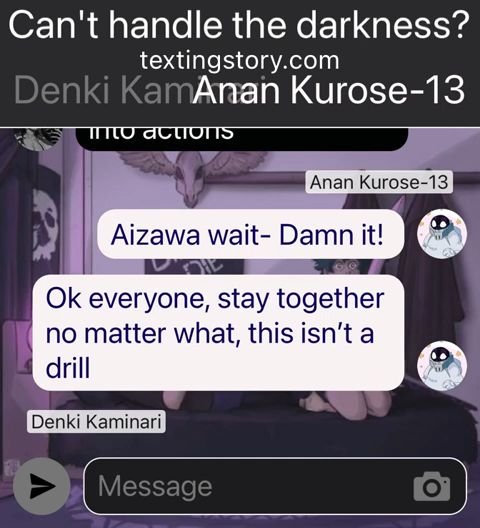 Can't handle the darkness?
textingstory.com
Denki Kaminari
Anan Kurose-13
into actions
Anan Kurose-13
Aizawa wait- Damn it!
Ok everyone, stay together
no matter what, this isn’t a
drill
Denki Kaminari
Message